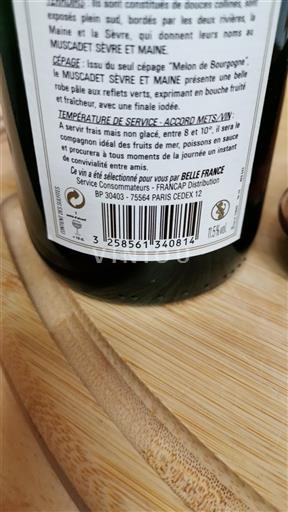 TERROIR : Ils sont constitués de douces collines, sont
exposés plein sud, bordés par les deux rivières, la
Maine et la Sèvre, qui donnent leurs noms au
MUSCADET SÈVRE ET MAINE.
CÉPAGE : Issu du seul cépage "Melon de Bourgogne",
le MUSCADET SÈVRE ET MAINE présente une belle
robe pâle aux reflets verts, exprimant en bouche fruité
et fraîcheur, avec une finale iodée.
TEMPÉRATURE DE SERVICE - ACCORD METS/VIN :
A servir frais mais non glacé, entre 8 et 10°, il sera le
compagnon idéal des fruits de mer, poissons en sauce
et procurera à tous moments de la journée un instant
de convivialité entre amis.
Ce vin a été sélectionné pour vous par BELLE FRANCE
Service Consommateurs - FRANCAP Distribution
BP 30403 - 75564 PARIS CEDEX 12
CONTIENT DES SULFITES
3 258561 340814
11,5% vol.
VINIOU